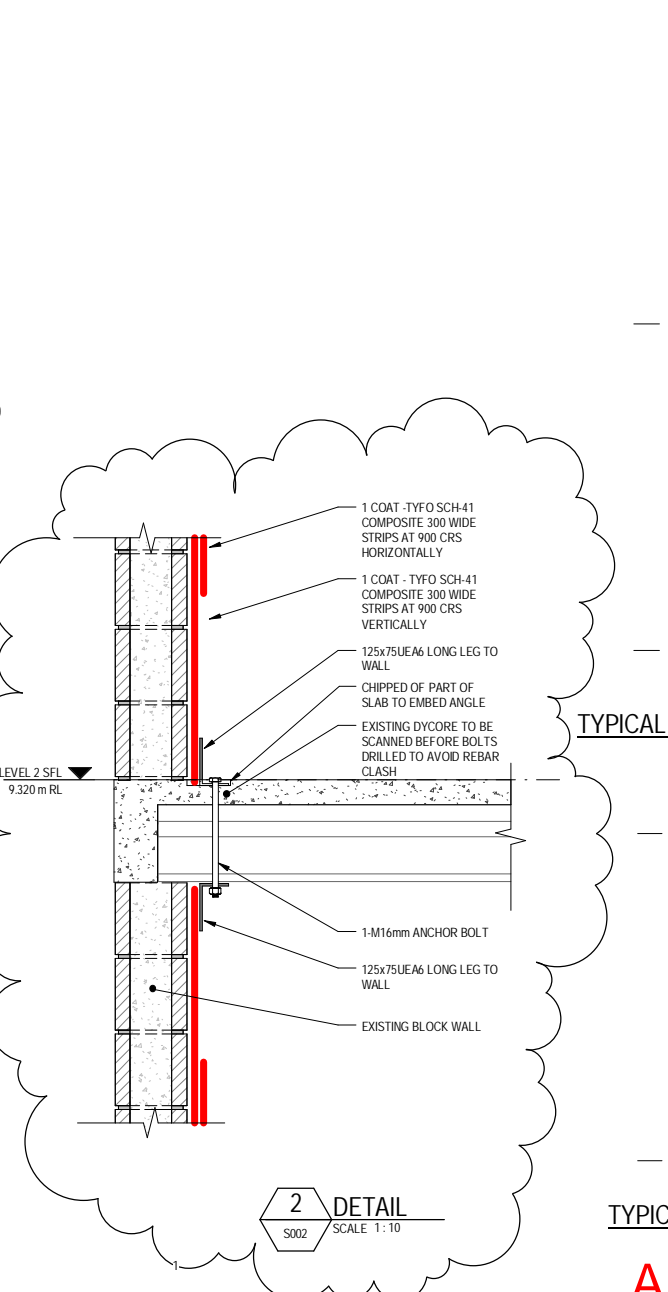 1 COAT -TYFO SCH-41
COMPOSITE 300 WIDE
STRIPS AT 900 CRS
HORIZONTALLY
1 COAT - TYFO SCH-41
COMPOSITE 300 WIDE
STRIPS AT 900 CRS
VERTICALLY
125x75UEA6 LONG LEG TO
WALL
CHIPPED OF PART OF
SLAB TO EMBED ANGLE
EXISTING DYCORE TO BE
SCANNED BEFORE BOLTS
DRILLED TO AVOID REBAR
CLASH
TYPICAL
LEVEL 2 SFL
9.320 m RL
1-M16mm ANCHOR BOLT
125x75UEA6 LONG LEG TO
WALL
EXISTING BLOCK WALL
2
S002
DETAIL
SCALE 1 : 10
TYPIC
1
A